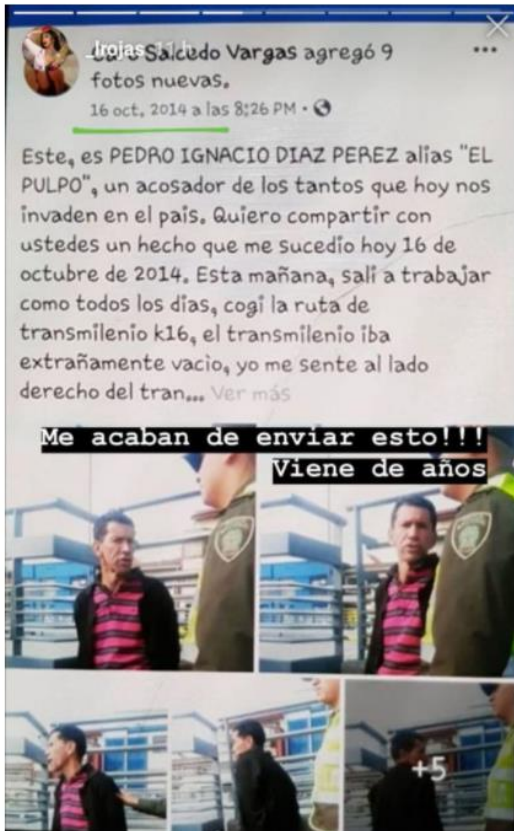 _lrojas 11 h
Salcedo Vargas agregó 9
fotos nuevas.
16 oct. 2014 a las 8:26 PM ·
Este, es PEDRO IGNACIO DIAZ PEREZ alias "EL
PULPO", un acosador de los tantos que hoy nos
invaden en el pais. Quiero compartir con
ustedes un hecho que me sucedio hoy 16 de
octubre de 2014. Esta mañana, sali a trabajar
como todos los dias, cogi la ruta de
transmilenio k16, el transmilenio iba
extrañamente vacio, yo me sente al lado
derecho del tran... Ver más
Me acaban de enviar esto!!!
Viene de años
+5